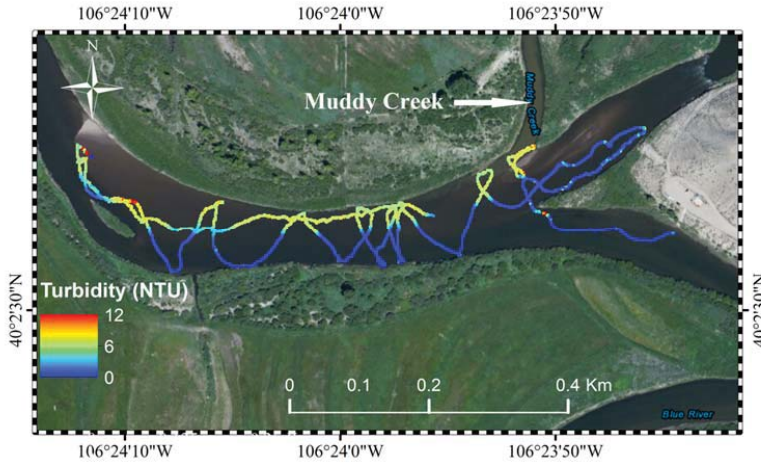 106°24'10"W 106°24'0"W 106°23'50"W
N
Muddy Creek
Muddy Creek
40°2'30"N 40°2'30"N
Turbidity (NTU)
12
6
0
0 0.1 0.2 0.4 Km
Blue River
106°24'10"W 106°24'0"W 106°23'50"W